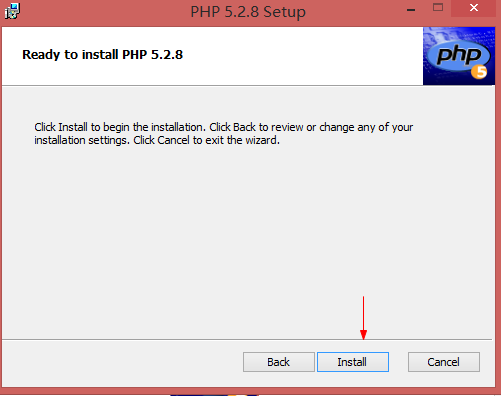 PHP 5.2.8 Setup
Ready to install PHP 5.2.8
php
5
Click Install to begin the installation. Click Back to review or change any of your
installation settings. Click Cancel to exit the wizard.
Back
Install
Cancel